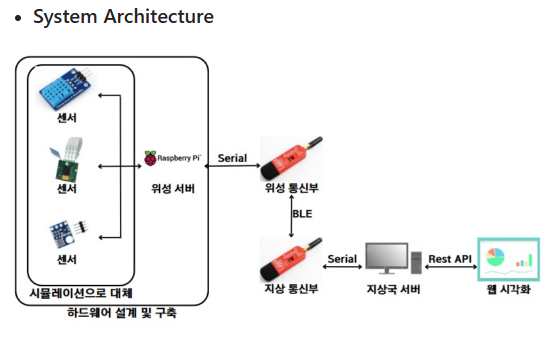 System Architecture
센서
센서
Raspberry Pi
위성 서버
Serial
위성 통신부
센서
BLE
시뮬레이션으로 대체
하드웨어 설계 및 구축
지상 통신부
Serial
지상국 서버
Rest API
웹 시각화